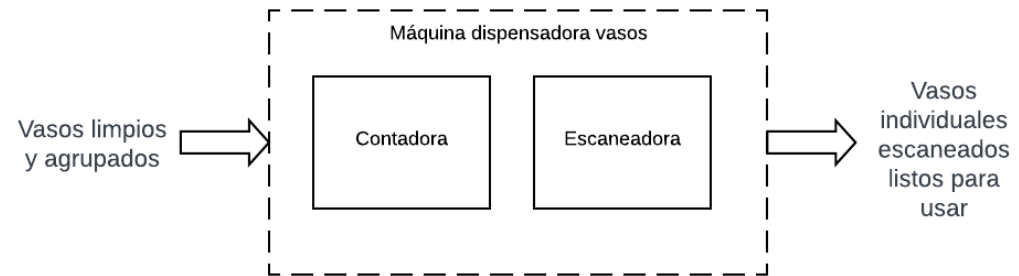 Máquina dispensadora vasos
Vasos limpios
y agrupados
Contadora
Escaneadora
Vasos
individuales
escaneados
listos para
usar